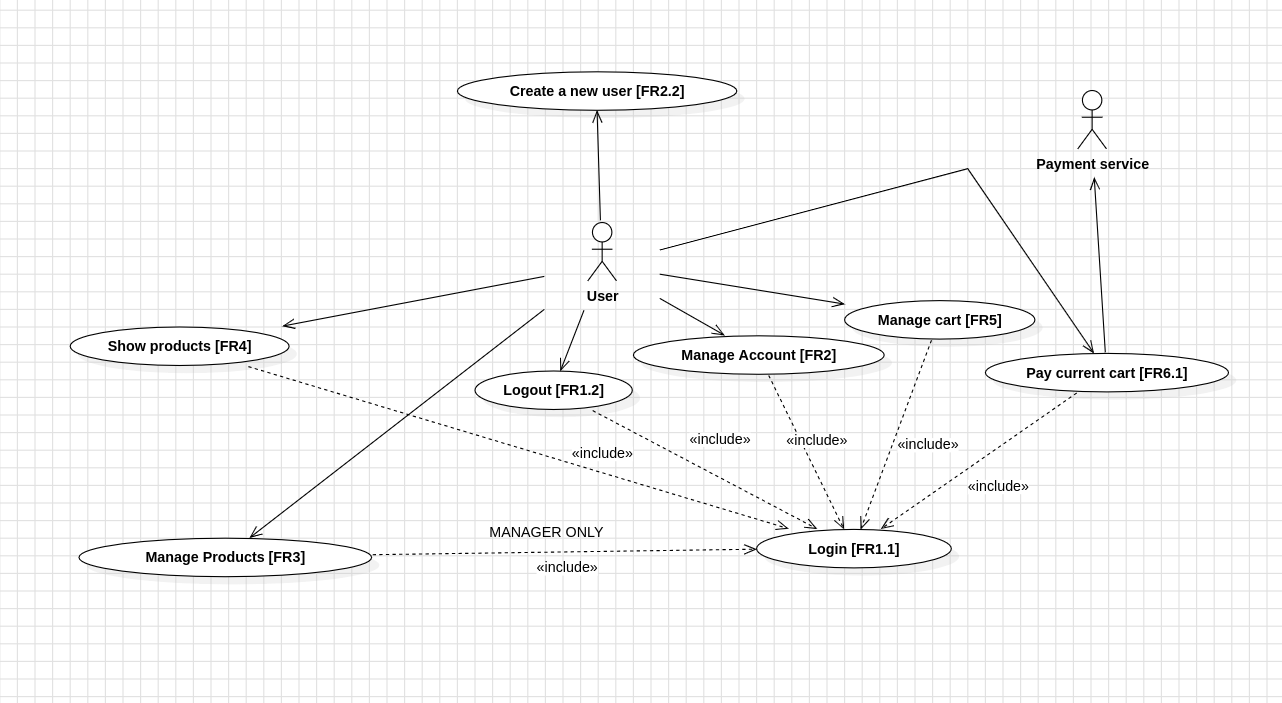 Create a new user [FR2.2]
Payment service
User
Manage cart [FR5]
Show products [FR4]
Manage Account [FR2]
Pay current cart [FR6.1]
Logout [FR1.2]
«include»
«include»
«include»
«include»
«include»
MANAGER ONLY
Login [FR1.1]
Manage Products [FR3]
«include»